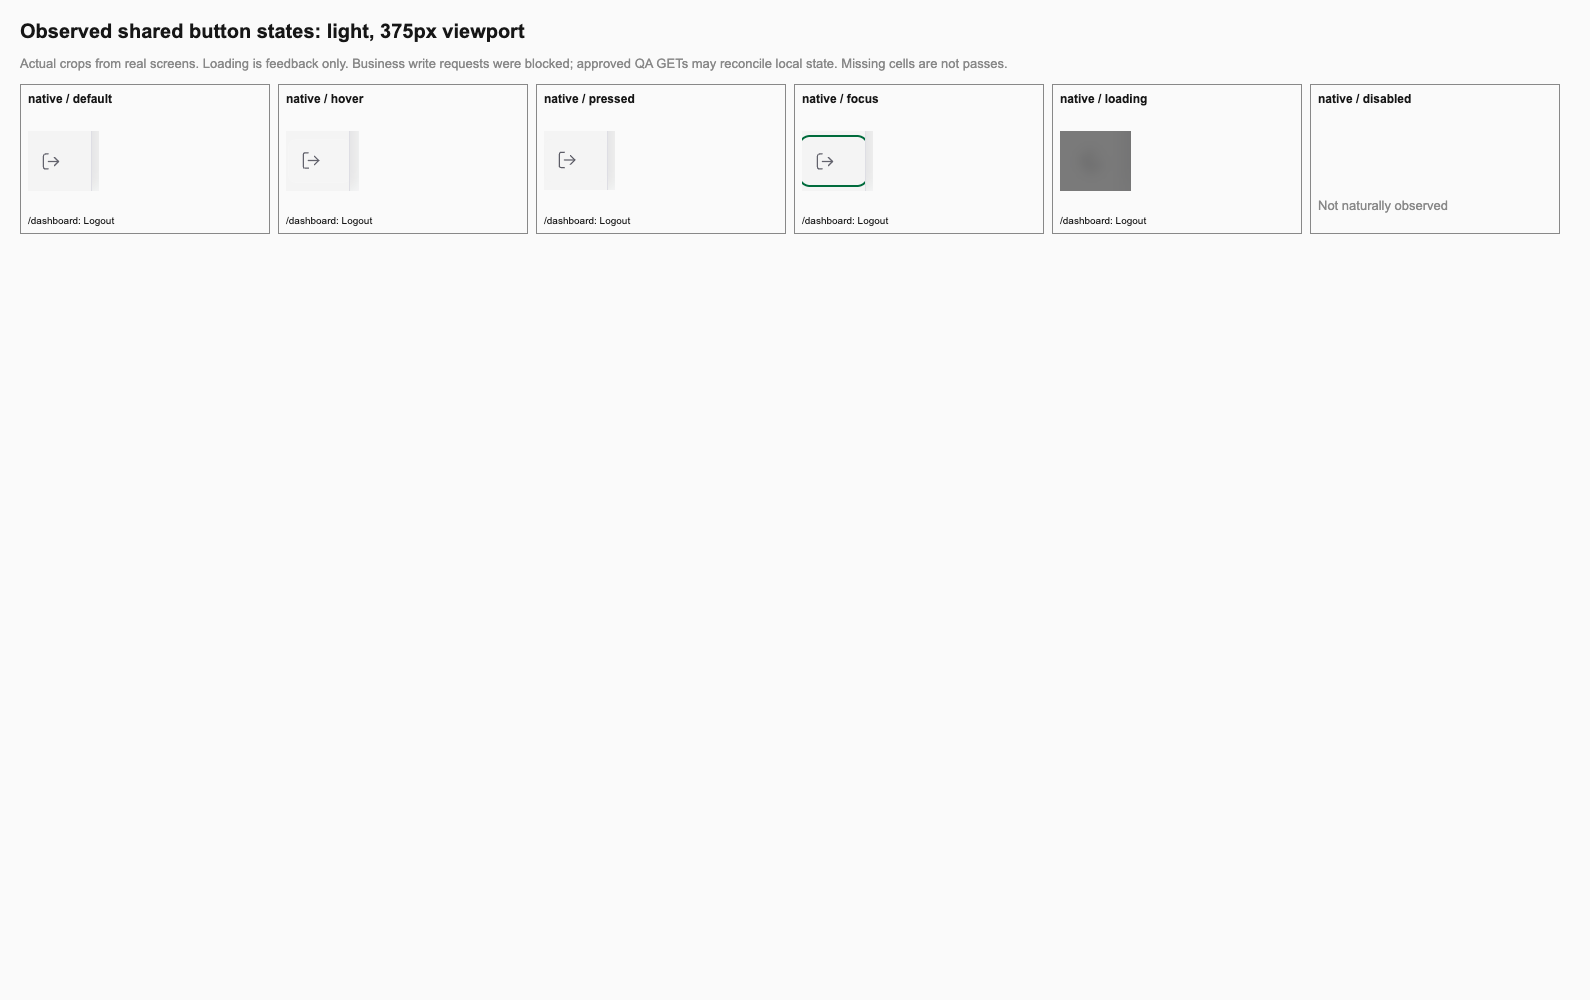 Observed shared button states: light, 375px viewport
Actual crops from real screens. Loading is feedback only. Business write requests were blocked; approved QA GETs may reconcile local state. Missing cells are not passes.
native / default
/dashboard: Logout
native / hover
/dashboard: Logout
native / pressed
/dashboard: Logout
native / focus
/dashboard: Logout
native / loading
/dashboard: Logout
native / disabled
Not naturally observed